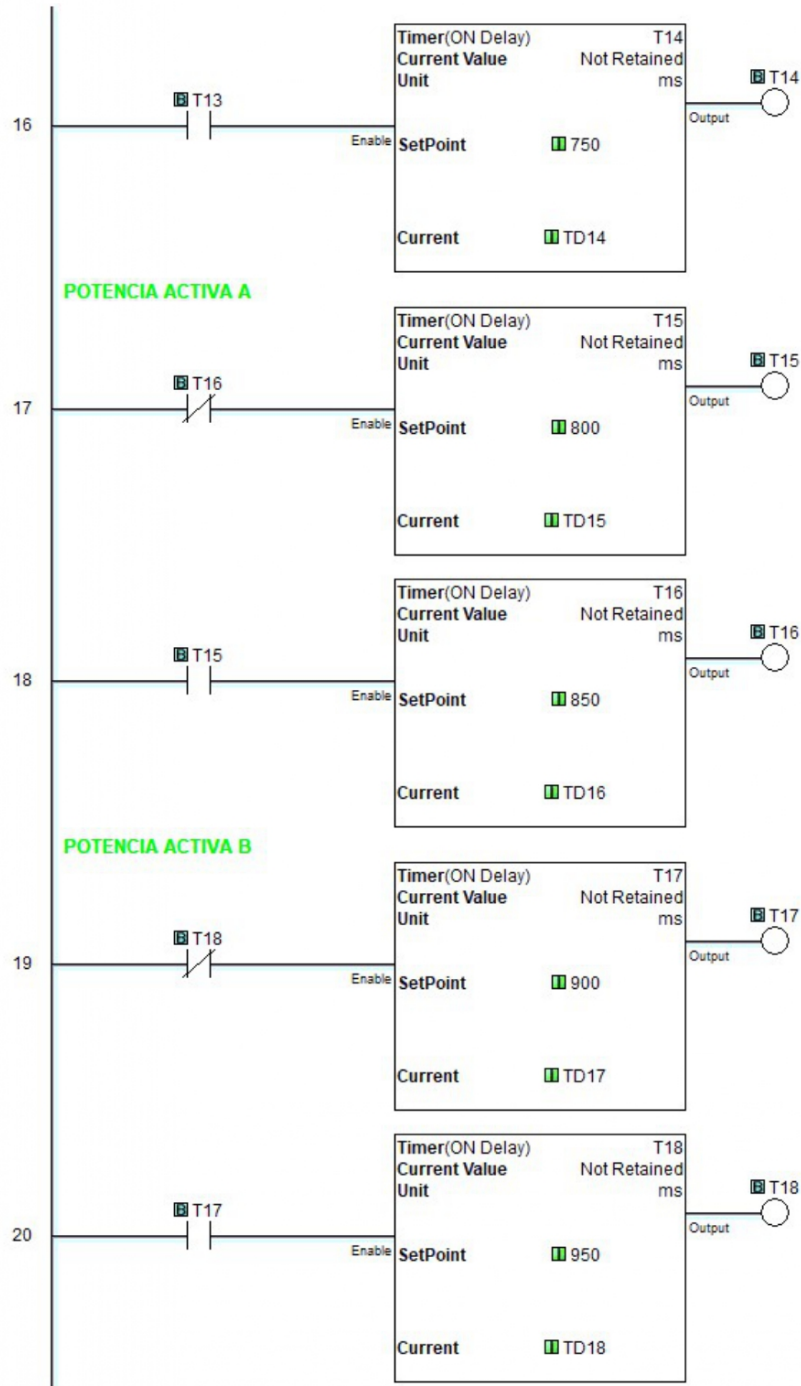 Timer(ON Delay) T14
Current Value Not Retained
Unit ms
B T14
B T13
Output
16
Enable
SetPoint 750
Current TD14
POTENCIA ACTIVA A
Timer(ON Delay) T15
Current Value Not Retained
Unit ms
B T15
B T16
Output
17
Enable
SetPoint 800
Current TD15
Timer(ON Delay) T16
Current Value Not Retained
Unit ms
B T16
B T15
Output
18
Enable
SetPoint 850
Current TD16
POTENCIA ACTIVA B
Timer(ON Delay) T17
Current Value Not Retained
Unit ms
B T17
B T18
Output
19
Enable
SetPoint 900
Current TD17
Timer(ON Delay) T18
Current Value Not Retained
Unit ms
B T18
B T17
Output
20
Enable
SetPoint 950
Current TD18